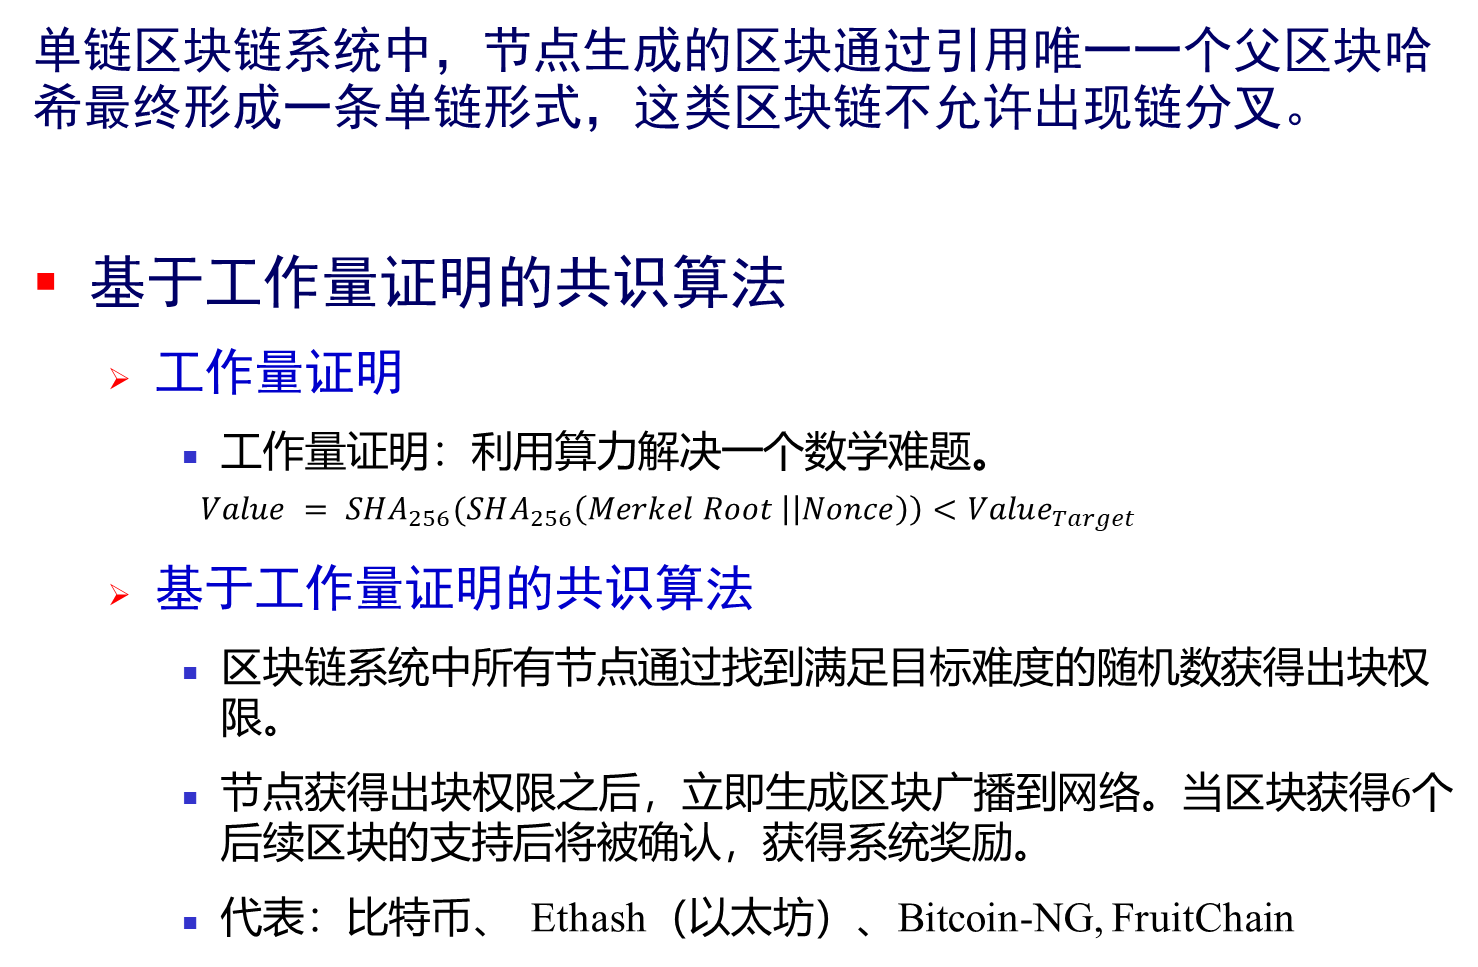 单链区块链系统中，节点生成的区块通过引用唯一一个父区块哈
希最终形成一条单链形式，这类区块链不允许出现链分叉。
基于工作量证明的共识算法
工作量证明
工作量证明：利用算力解决一个数学难题。
Value = SHA₂₅₆(SHA₂₅₆(Merkel Root ||Nonce)) < Value_Target
基于工作量证明的共识算法
区块链系统中所有节点通过找到满足目标难度的随机数获得出块权
限。
节点获得出块权限之后，立即生成区块广播到网络。当区块获得6个
后续区块的支持后将被确认，获得系统奖励。
代表：比特币、 Ethash（以太坊）、Bitcoin-NG, FruitChain